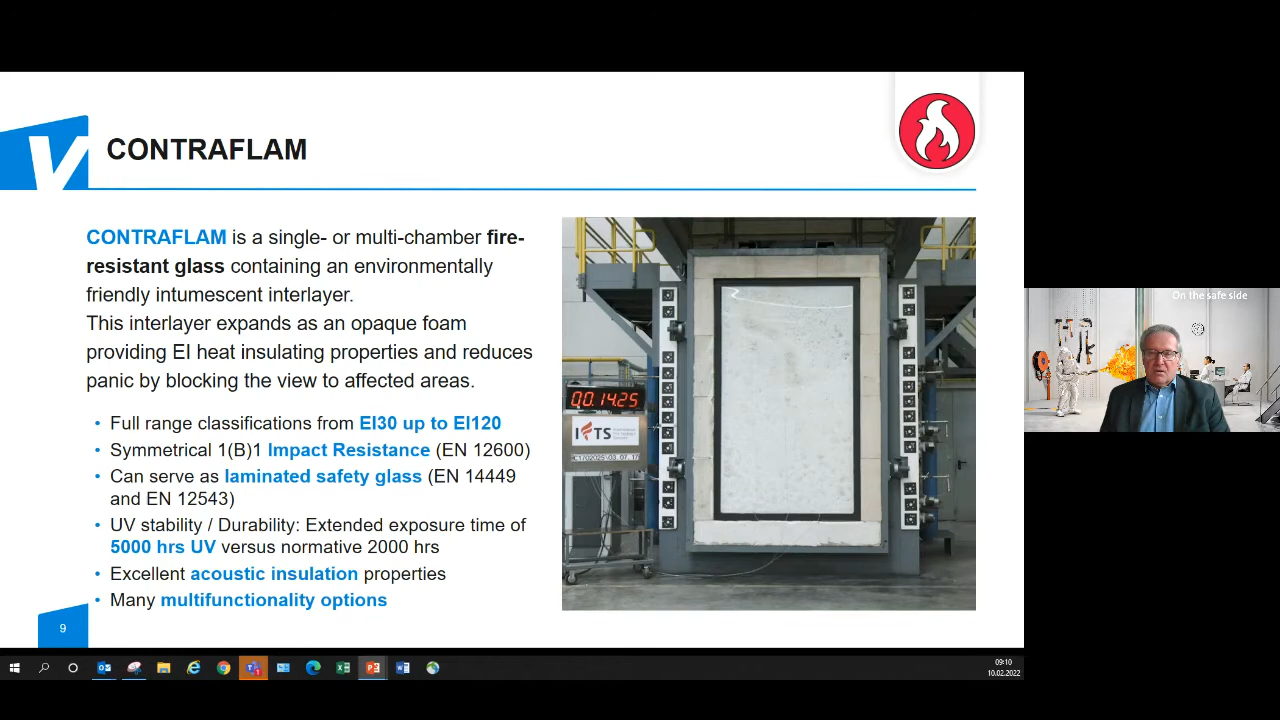 CONTRAFLAM
CONTRAFLAM is a single- or multi-chamber fire-
resistant glass containing an environmentally
friendly intumescent interlayer.
This interlayer expands as an opaque foam
providing EI heat insulating properties and reduces
panic by blocking the view to affected areas.
• Full range classifications from EI30 up to EI120
• Symmetrical 1(B)1 Impact Resistance (EN 12600)
• Can serve as laminated safety glass (EN 14449
and EN 12543)
• UV stability / Durability: Extended exposure time of
5000 hrs UV versus normative 2000 hrs
• Excellent acoustic insulation properties
• Many multifunctionality options
9
00.14.25
On the safe side
09:10
10.02.2022